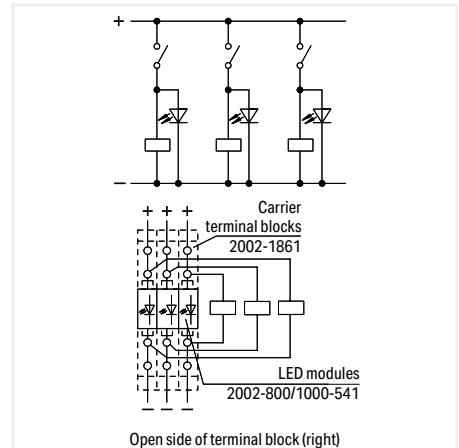 +
−
+ + +
Carrier
terminal blocks
2002-1861
LED modules
2002-800/1000-541
− − −
Open side of terminal block (right)